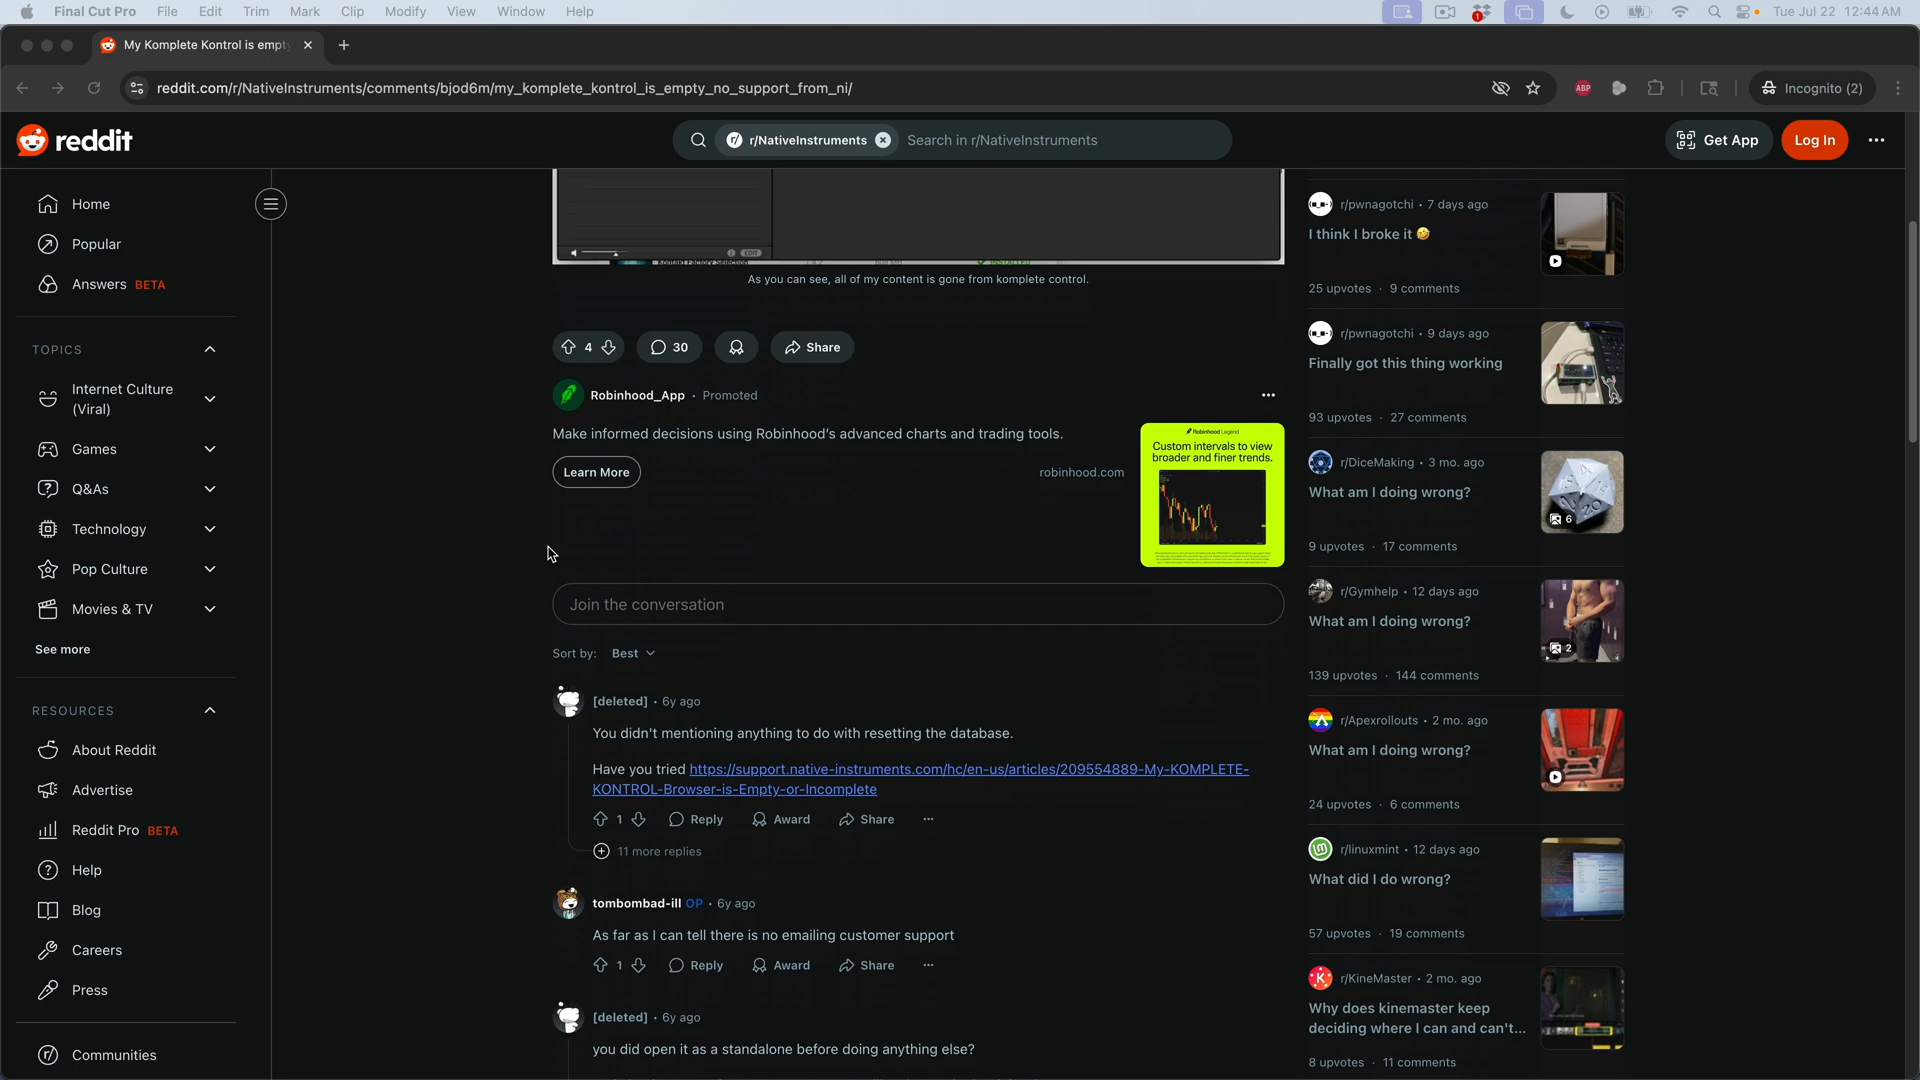 Final Cut Pro File Edit Trim Mark Clip Modify View Window Help
1
Tue Jul 22 12:44 AM
My Komplete Kontrol is empt
reddit.com/r/NativeInstruments/comments/bjod6m/my_komplete_kontrol_is_empty_no_support_from_ni/
ABP
Incognito (2)
reddit
r/NativeInstruments
Search in r/NativeInstruments
Get App
Log In
Home
Popular
Answers BETA
TOPICS
Internet Culture
(Viral)
Games
Q&As
Technology
Pop Culture
Movies & TV
See more
RESOURCES
About Reddit
Advertise
Reddit Pro BETA
Help
Blog
Careers
Press
Communities
EDIT
As you can see, all of my content is gone from komplete control.
4
30
Share
Robinhood_App • Promoted
Make informed decisions using Robinhood's advanced charts and trading tools.
Learn More
robinhood.com
Robinhood Legend
Custom intervals to view
broader and finer trends.
Join the conversation
Sort by: Best
[deleted] • 6y ago
You didn't mentioning anything to do with resetting the database.
Have you tried https://support.native-instruments.com/hc/en-us/articles/209554889-My-KOMPLETE-
KONTROL-Browser-is-Empty-or-Incomplete
1 Reply Award Share
11 more replies
tombombad-ill OP • 6y ago
As far as I can tell there is no emailing customer support
1 Reply Award Share
[deleted] • 6y ago
you did open it as a standalone before doing anything else?
r/pwnagotchi • 7 days ago
I think I broke it 🤣
25 upvotes · 9 comments
r/pwnagotchi • 9 days ago
Finally got this thing working
93 upvotes · 27 comments
r/DiceMaking • 3 mo. ago
What am I doing wrong?
6
9 upvotes · 17 comments
r/Gymhelp • 12 days ago
What am I doing wrong?
2
139 upvotes · 144 comments
r/Apexrollouts • 2 mo. ago
What am I doing wrong?
24 upvotes · 6 comments
r/linuxmint • 12 days ago
What did I do wrong?
57 upvotes · 19 comments
r/KineMaster • 2 mo. ago
Why does kinemaster keep
deciding where I can and can't...
8 upvotes · 11 comments